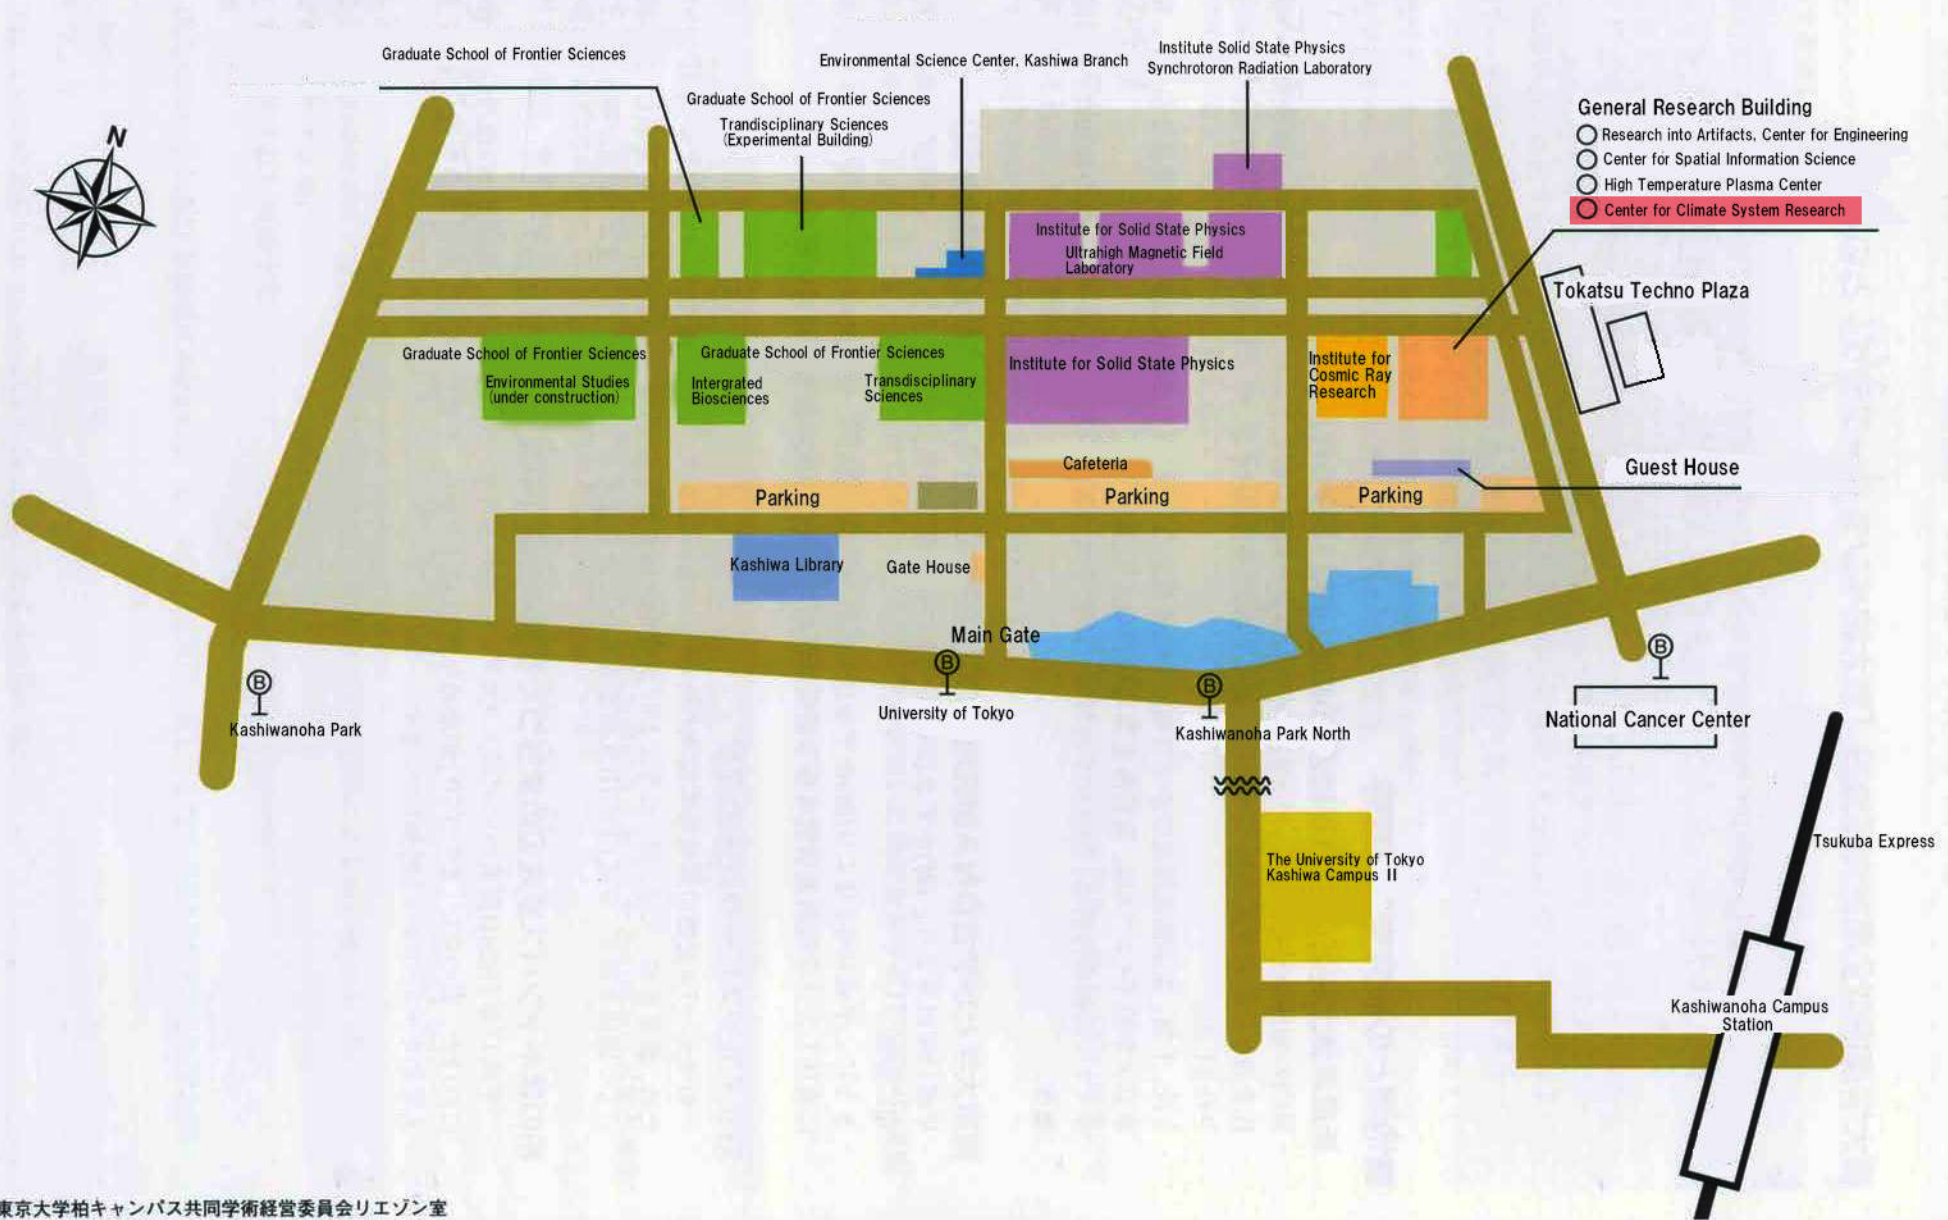 Graduate School of Frontier Sciences
Environmental Science Center, Kashiwa Branch
Institute Solid State Physics
Synchrotoron Radiation Laboratory
Graduate School of Frontier Sciences
Trandisciplinary Sciences
(Experimental Building)
N
General Research Building
Research into Artifacts, Center for Engineering
Center for Spatial Information Science
High Temperature Plasma Center
Center for Climate System Research
Institute for Solid State Physics
Ultrahigh Magnetic Field
Laboratory
Tokatsu Techno Plaza
Graduate School of Frontier Sciences
Environmental Studies
(under construction)
Graduate School of Frontier Sciences
Intergrated
Biosciences
Transdisciplinary
Sciences
Institute for Solid State Physics
Institute for
Cosmic Ray
Research
Cafeteria
Guest House
Parking
Parking
Parking
Kashiwa Library
Gate House
Main Gate
B
University of Tokyo
B
Kashiwanoha Park
B
Kashiwanoha Park North
B
National Cancer Center
Tsukuba Express
The University of Tokyo
Kashiwa Campus II
Kashiwanoha Campus
Station
東京大学柏キャンパス共同学術経営委員会リエゾン室